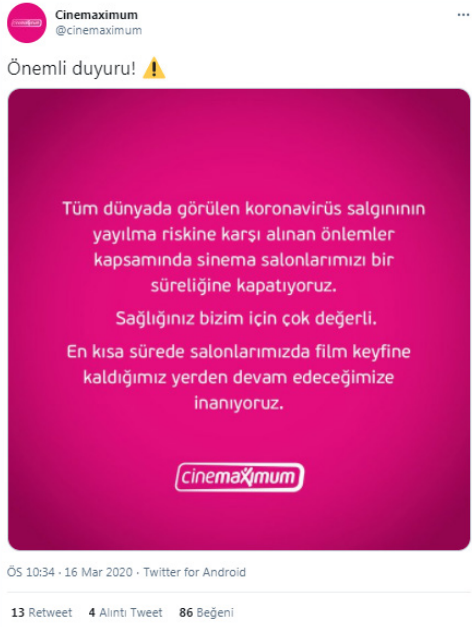 Cinemaximum
@cinemaximum
Önemli duyuru! ⚠️
cinemaximum
Tüm dünyada görülen koronavirüs salgınının
yayılma riskine karşı alınan önlemler
kapsamında sinema salonlarımızı bir
süreliğine kapatıyoruz.
Sağlığınız bizim için çok değerli.
En kısa sürede salonlarımızda film keyfine
kaldığımız yerden devam edeceğimize
inanıyoruz.
cinemaximum
ÖS 10:34 · 16 Mar 2020 · Twitter for Android
13 Retweet 4 Alıntı Tweet 86 Beğeni